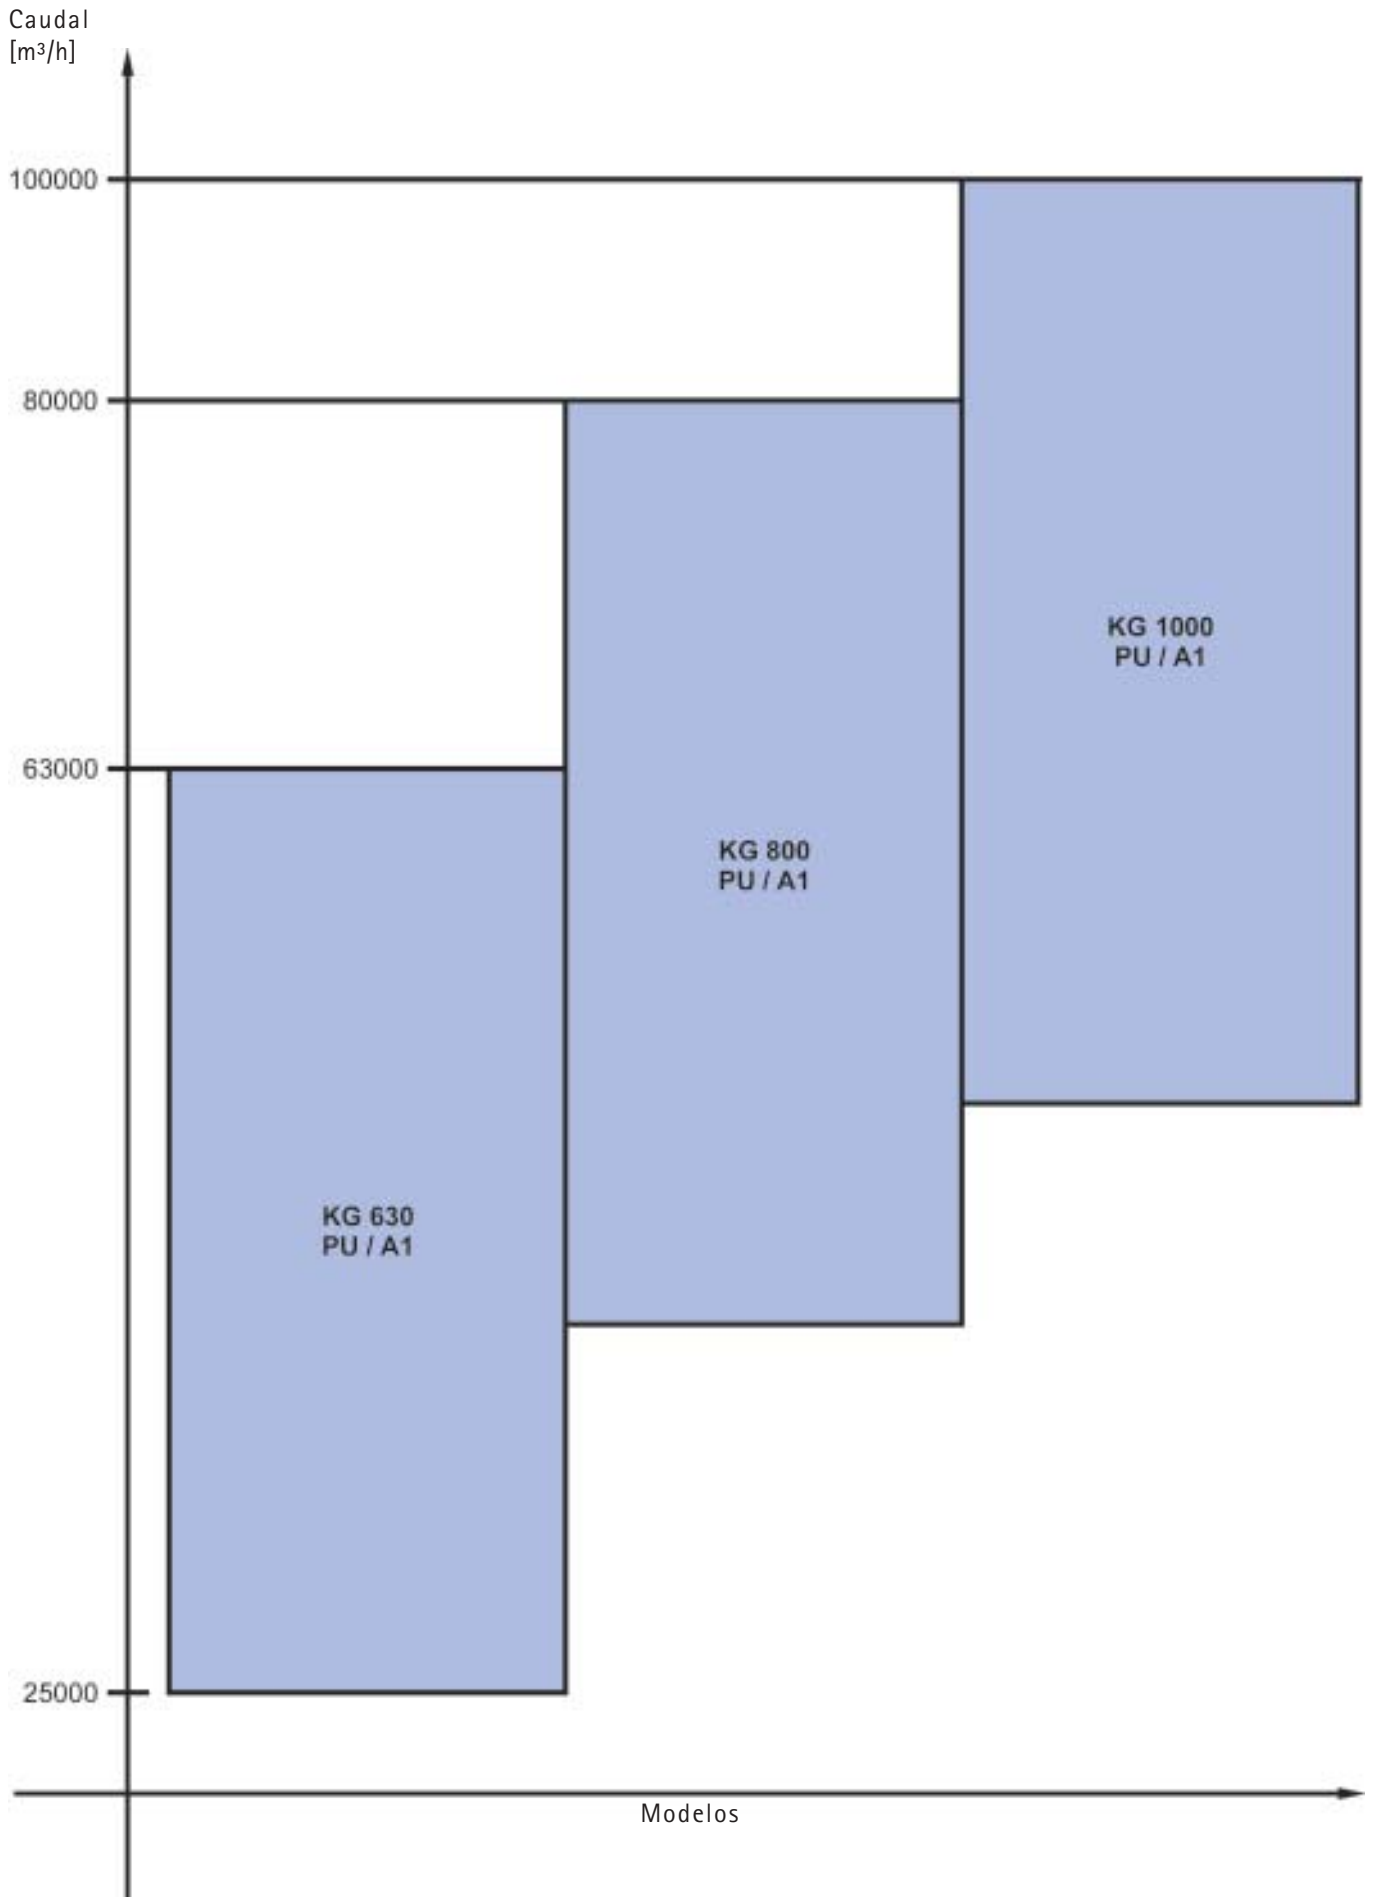 Caudal
[m³/h]
100000
80000
KG 1000
PU / A1
63000
KG 800
PU / A1
KG 630
PU / A1
25000
Modelos